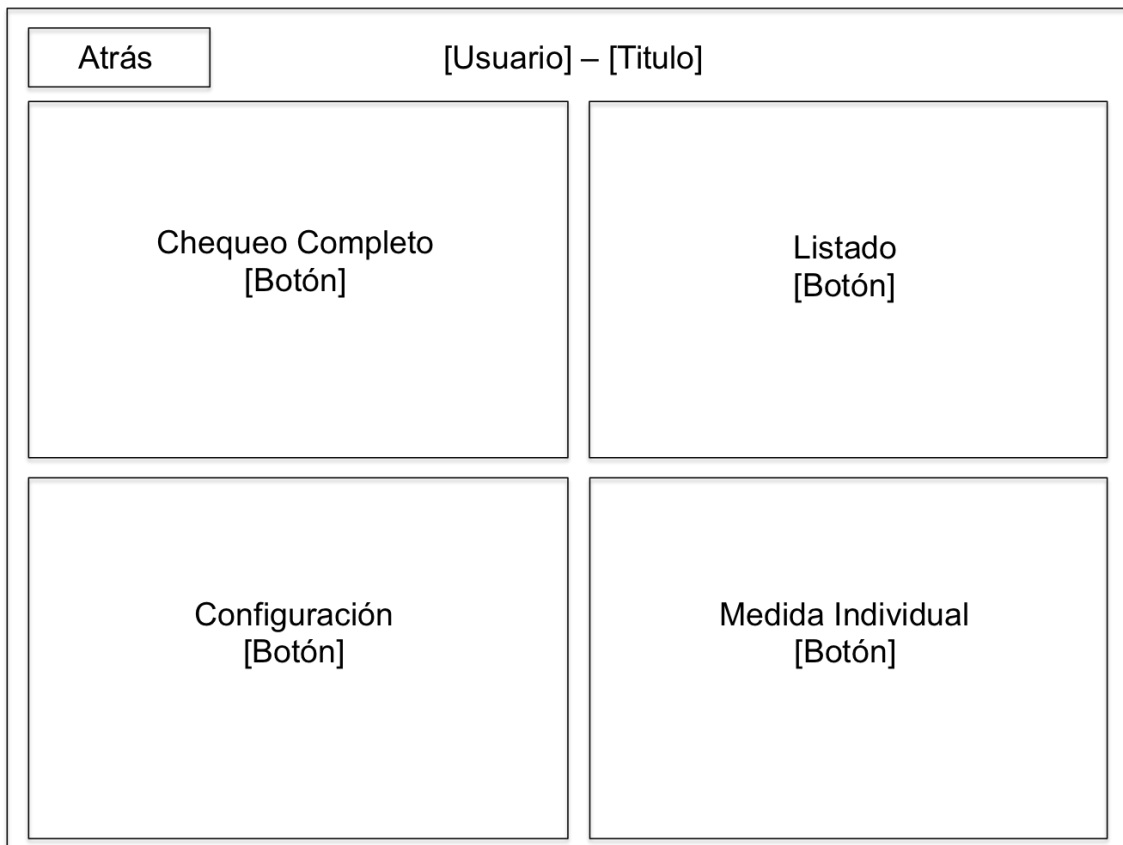 Atrás
[Usuario] – [Titulo]
Chequeo Completo
[Botón]
Listado
[Botón]
Configuración
[Botón]
Medida Individual
[Botón]